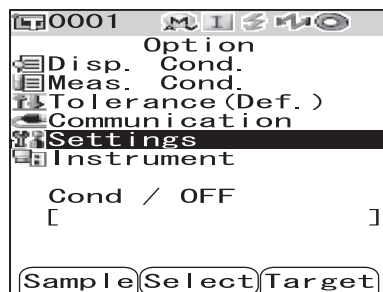 0001 M I
Option
Disp. Cond.
Meas. Cond.
Tolerance(Def.)
Communication
Settings
Instrument
Cond / OFF
[ ]
Sample Select Target